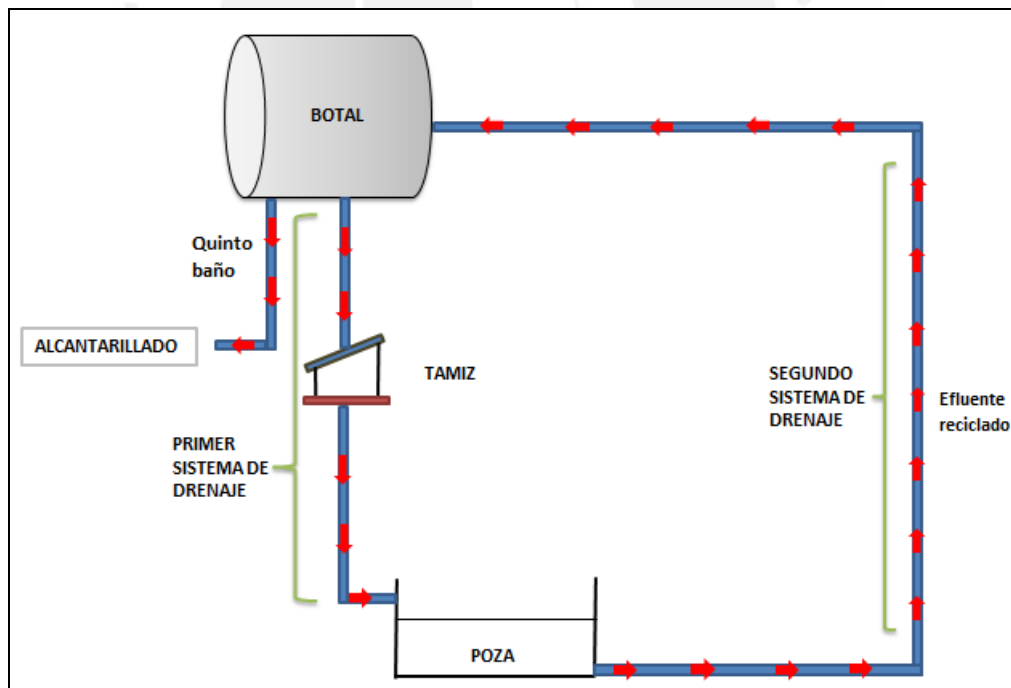 BOTAL
Quinto
baño
ALCANTARILLADO
TAMIZ
PRIMER
SISTEMA DE
DRENAJE
SEGUNDO
SISTEMA DE
DRENAJE
Efluente
reciclado
POZA